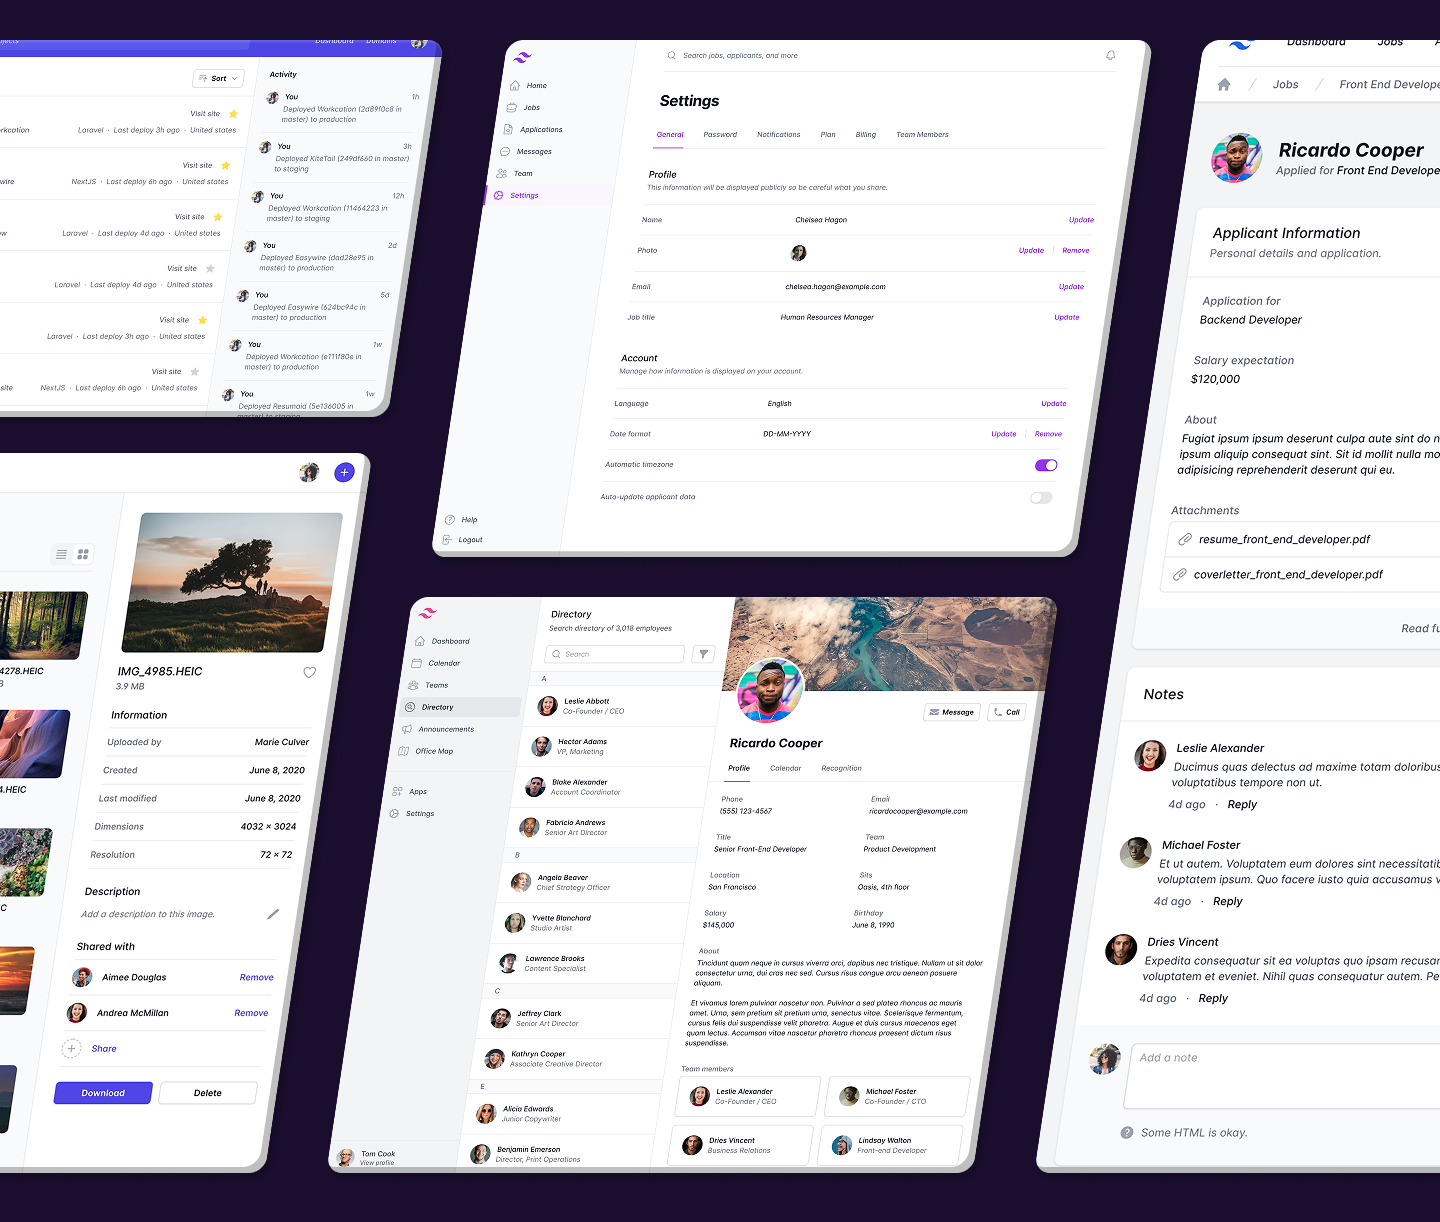 ojects
Dashboard Domains
Sort
Visit site
rkcation
Laravel · Last deploy 3h ago · United states
Visit site
wire
NextJS · Last deploy 6h ago · United states
Visit site
ow
Laravel · Last deploy 4d ago · United states
Visit site
Laravel · Last deploy 4d ago · United states
Visit site
Laravel · Last deploy 3h ago · United states
Visit site
site
NextJS · Last deploy 6h ago · United states
Activity
You 1h
Deployed Workcation (2d89f0c8 in
master) to production
You 3h
Deployed KiteTail (249df660 in master)
to staging
You 12h
Deployed Workcation (11464223 in
master) to staging
You 2d
Deployed Easywire (dad28e95 in
master) to production
You 5d
Deployed Easywire (624bc94c in
master) to production
You 1w
Deployed Workcation (e111f80e in
master) to production
You 1w
Deployed Resumaid (5e136005 in
master) to staging
Home
Jobs
Applications
Messages
Team
Settings
Help
Logout
Search jobs, applicants, and more
Settings
General Password Notifications Plan Billing Team Members
Profile
This information will be displayed publicly so be careful what you share.
Name Chelsea Hagon Update
Photo Update Remove
Email chelsea.hagon@example.com Update
Job title Human Resources Manager Update
Account
Manage how information is displayed on your account.
Language English Update
Date format DD-MM-YYYY Update Remove
Automatic timezone
Auto-update applicant data
Dashboard Jobs A
Jobs / Front End Develope
Ricardo Cooper
Applied for Front End Develope
Applicant Information
Personal details and application.
Application for
Backend Developer
Salary expectation
$120,000
About
Fugiat ipsum ipsum deserunt culpa aute sint do n
ipsum aliquip consequat sint. Sit id mollit nulla mo
adipisicing reprehenderit deserunt qui eu.
Attachments
resume_front_end_developer.pdf
coverletter_front_end_developer.pdf
Read fu
Notes
Leslie Alexander
Ducimus quas delectus ad maxime totam doloribus
voluptatibus tempore non ut.
4d ago · Reply
Michael Foster
Et ut autem. Voluptatem eum dolores sint necessitatib
voluptatem ipsum. Quo facere iusto quia accusamus v
4d ago · Reply
Dries Vincent
Expedita consequatur sit ea voluptas quo ipsam recusan
voluptatem et eveniet. Nihil quas consequatur autem. Pe
4d ago · Reply
Add a note
Some HTML is okay.
4278.HEIC
B
4.HEIC
C
IMG_4985.HEIC
3.9 MB
Information
Uploaded by Marie Culver
Created June 8, 2020
Last modified June 8, 2020
Dimensions 4032 × 3024
Resolution 72 × 72
Description
Add a description to this image.
Shared with
Aimee Douglas Remove
Andrea McMillan Remove
Share
Download Delete
Dashboard
Calendar
Teams
Directory
Announcements
Office Map
Apps
Settings
Tom Cook
View profile
Directory
Search directory of 3,018 employees
Search
A
Leslie Abbott
Co-Founder / CEO
Hector Adams
VP, Marketing
Blake Alexander
Account Coordinator
Fabricio Andrews
Senior Art Director
B
Angela Beaver
Chief Strategy Officer
Yvette Blanchard
Studio Artist
Lawrence Brooks
Content Specialist
C
Jeffrey Clark
Senior Art Director
Kathryn Cooper
Associate Creative Director
E
Alicia Edwards
Junior Copywriter
Benjamin Emerson
Director, Print Operations
Message Call
Ricardo Cooper
Profile Calendar Recognition
Phone Email
(555) 123-4567 ricardocooper@example.com
Title Team
Senior Front-End Developer Product Development
Location Sits
San Francisco Oasis, 4th floor
Salary Birthday
$145,000 June 8, 1990
About
Tincidunt quam neque in cursus viverra orci, dapibus nec tristique. Nullam ut sit dolor
consectetur urna, dui cras nec sed. Cursus risus congue arcu aenean posuere
aliquam.
Et vivamus lorem pulvinar nascetur non. Pulvinar a sed platea rhoncus ac mauris
amet. Urna, sem pretium sit pretium urna, senectus vitae. Scelerisque fermentum,
cursus felis dui suspendisse velit pharetra. Augue et duis cursus maecenas eget
quam lectus. Accumsan vitae nascetur pharetra rhoncus praesent dictum risus
suspendisse.
Team members
Leslie Alexander
Co-Founder / CEO
Michael Foster
Co-Founder / CTO
Dries Vincent
Business Relations
Lindsay Walton
Front-end Developer